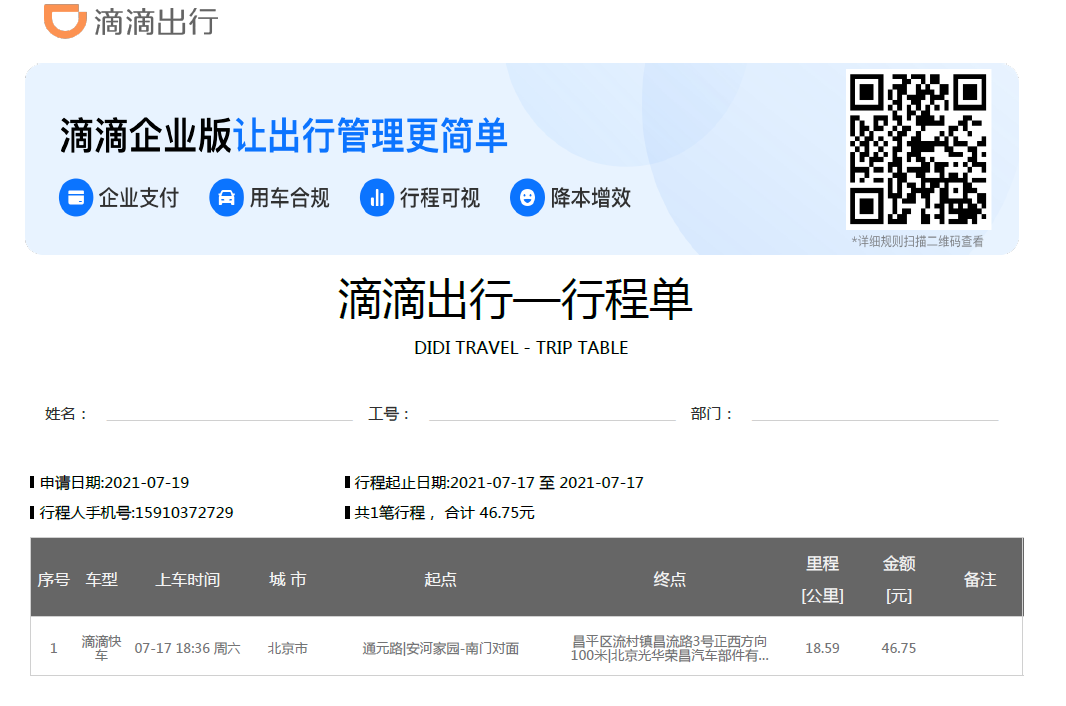 滴滴出行
滴滴企业版让出行管理更简单
企业支付 用车合规 行程可视 降本增效
*详细规则扫描二维码查看
滴滴出行—行程单
DIDI TRAVEL - TRIP TABLE
姓名： 工号： 部门：
申请日期:2021-07-19 行程起止日期:2021-07-17 至 2021-07-17
行程人手机号:15910372729 共1笔行程， 合计 46.75元
序号 车型 上车时间 城 市 起点 终点 里程 金额 备注
[公里] [元]
1 滴滴快 07-17 18:36 周六 北京市 通元路|安河家园-南门对面 昌平区流村镇昌流路3号正西方向 18.59 46.75
车 100米|北京光华荣昌汽车部件有...